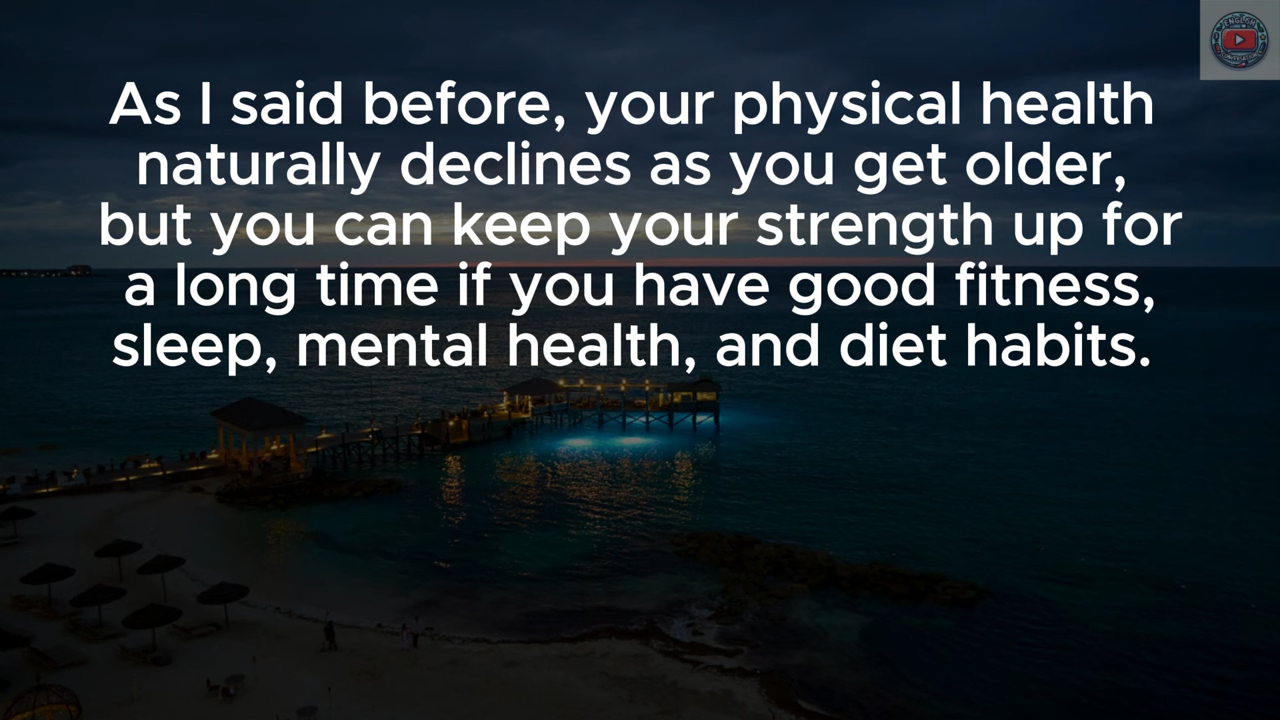 As I said before, your physical health
naturally declines as you get older,
but you can keep your strength up for
a long time if you have good fitness,
sleep, mental health, and diet habits.
ENGLISH